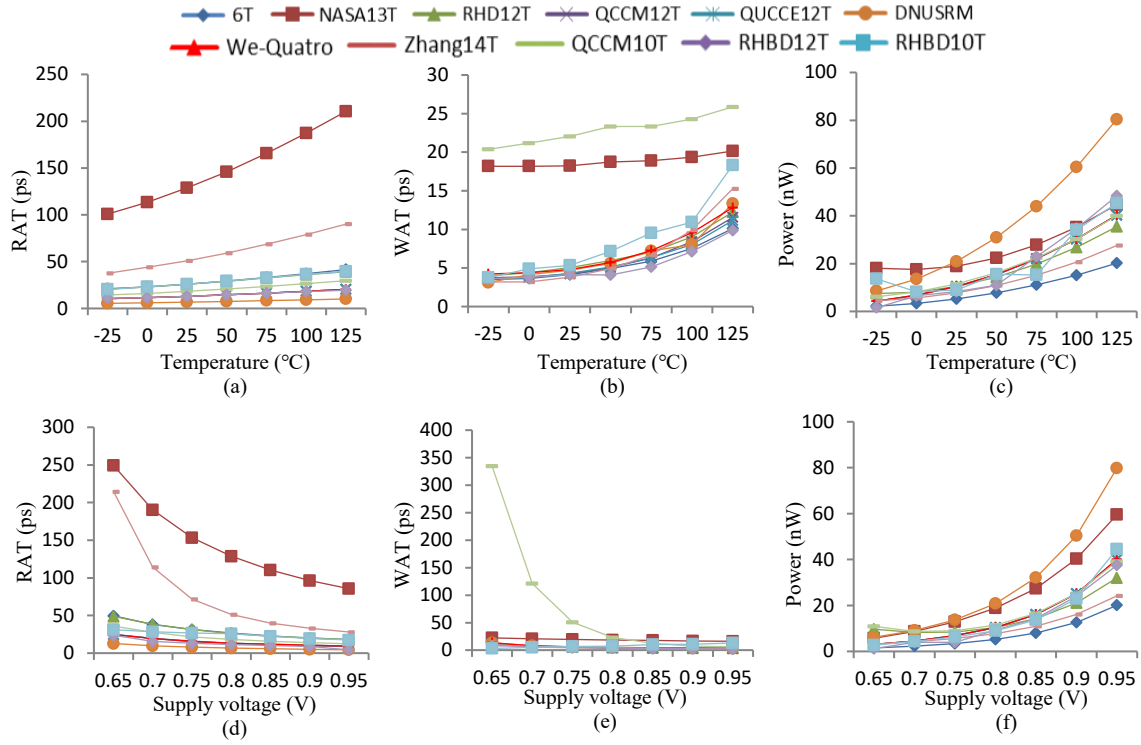 6T NASA13T RHD12T QCCM12T QUCCE12T DNUSRM
We-Quatro Zhang14T QCCM10T RHBD12T RHBD10T
RAT (ps)
250
200
150
100
50
0
-25 0 25 50 75 100 125
Temperature (°C)
(a)
WAT (ps)
30
25
20
15
10
5
0
-25 0 25 50 75 100 125
Temperature (°C)
(b)
Power (nW)
100
80
60
40
20
0
-25 0 25 50 75 100 125
Temperature (°C)
(c)
RAT (ps)
300
250
200
150
100
50
0
0.65 0.7 0.75 0.8 0.85 0.9 0.95
Supply voltage (V)
(d)
WAT (ps)
400
350
300
250
200
150
100
50
0
0.65 0.7 0.75 0.8 0.85 0.9 0.95
Supply voltage (V)
(e)
Power (nW)
100
80
60
40
20
0
0.65 0.7 0.75 0.8 0.85 0.9 0.95
Supply voltage (V)
(f)